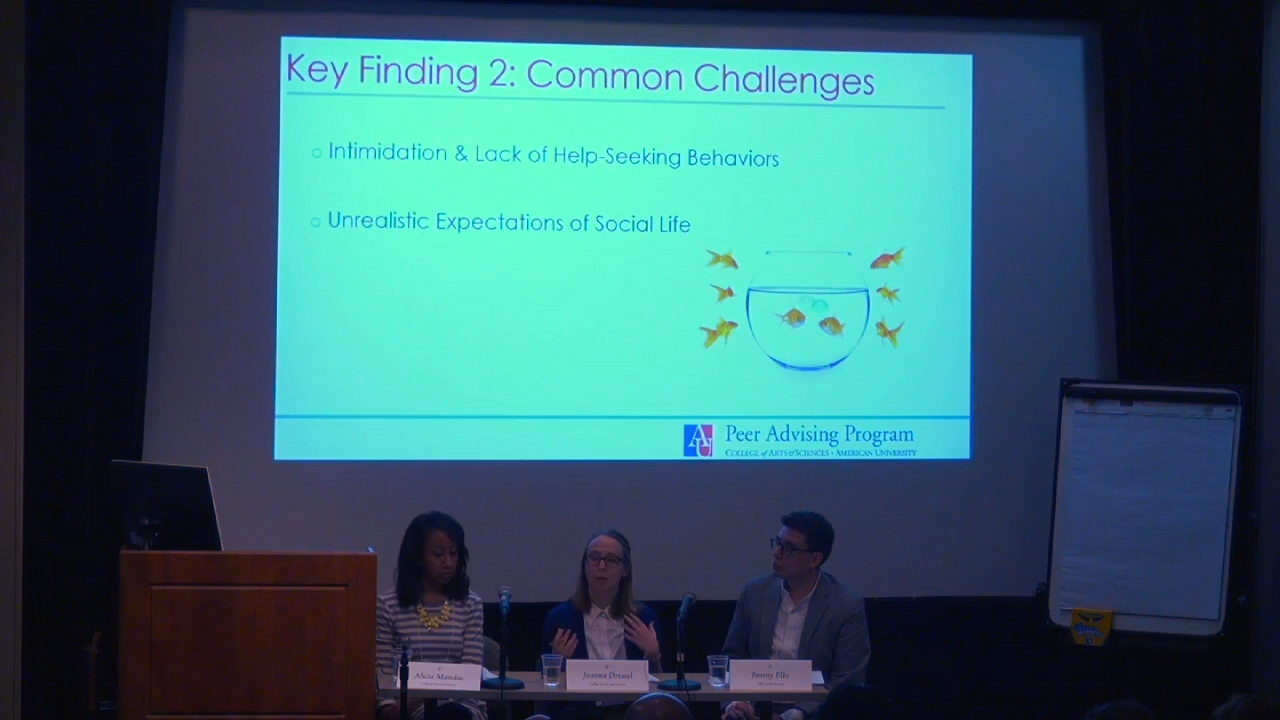 Key Finding 2: Common Challenges
Intimidation & Lack of Help-Seeking Behaviors
Unrealistic Expectations of Social Life
AU
Peer Advising Program
COLLEGE of ARTS & SCIENCES • AMERICAN UNIVERSITY
Alicia
Joanna
Jimmy Ellis